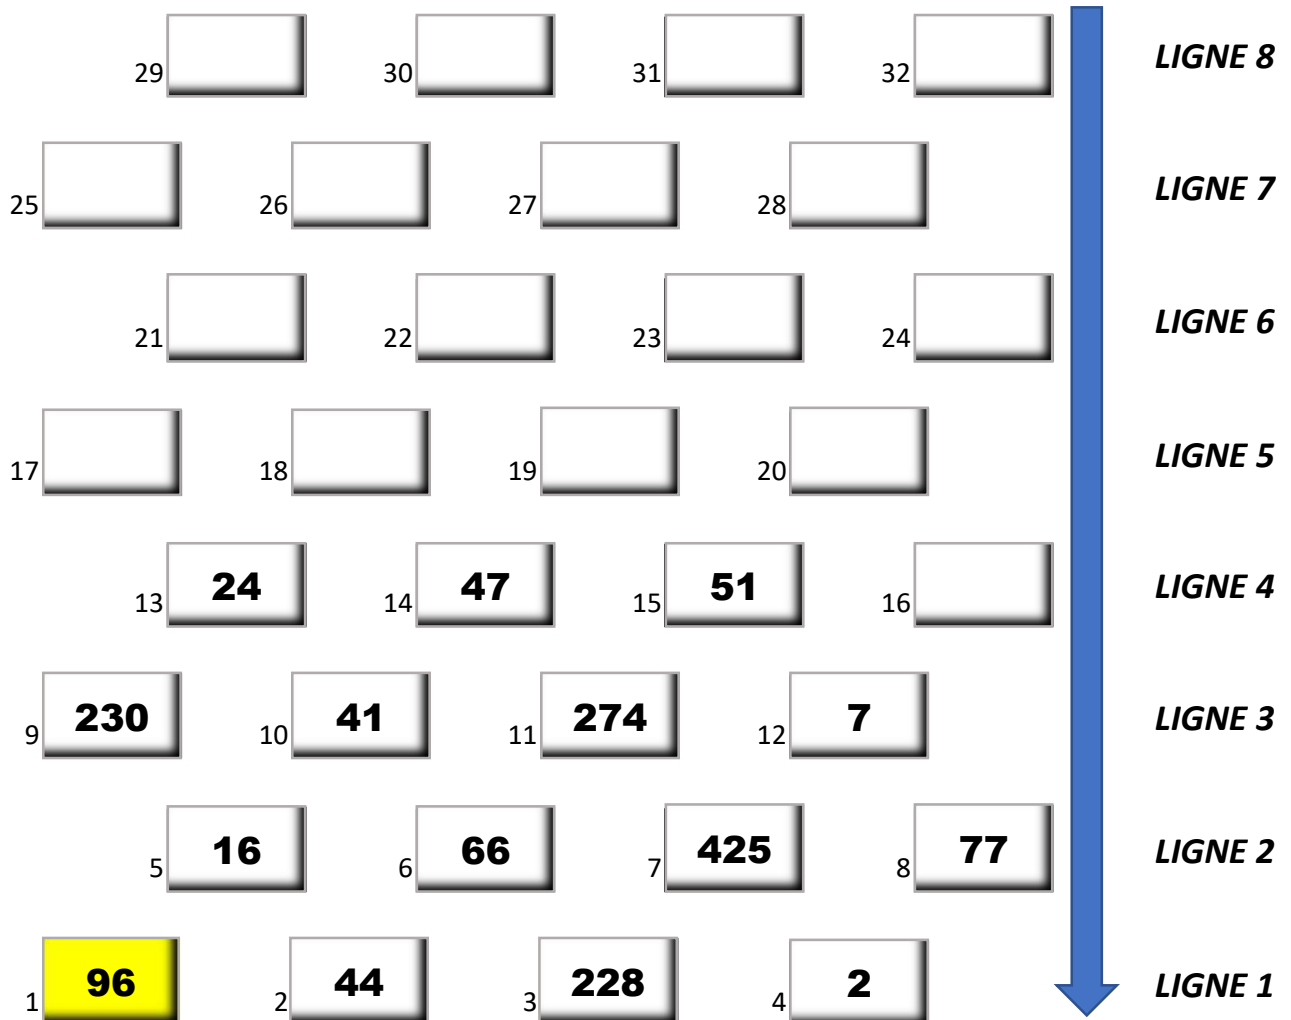 29 30 31 32 LIGNE 8
25 26 27 28 LIGNE 7
21 22 23 24 LIGNE 6
17 18 19 20 LIGNE 5
13 24 14 47 15 51 16 LIGNE 4
9 230 10 41 11 274 12 7 LIGNE 3
5 16 6 66 7 425 8 77 LIGNE 2
1 96 2 44 3 228 4 2 LIGNE 1